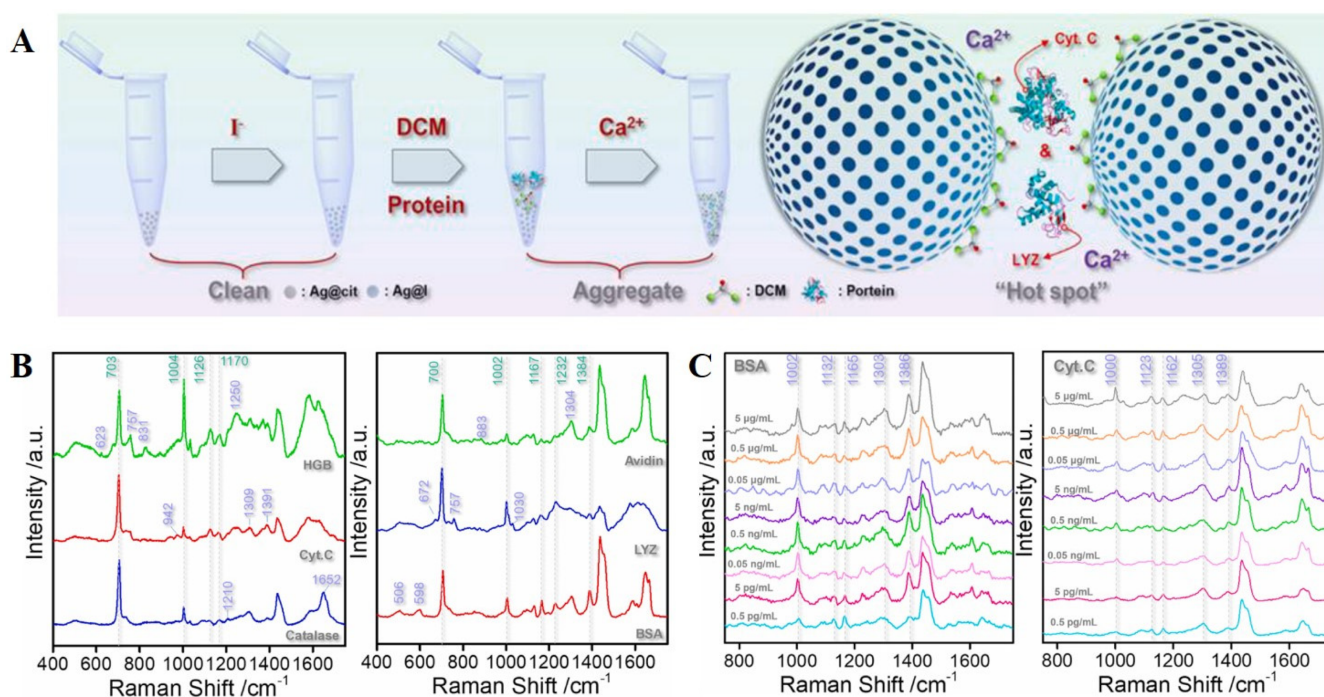 A
I-
DCM
Protein
Ca2+
Clean
: Ag@cit
: Ag@I
Aggregate
: DCM
: Portein
Ca2+
Cyt. C
&
LYZ
Ca2+
"Hot spot"
B
Intensity /a.u.
703
1004
1126
1170
623
757
831
1250
HGB
942
1309
1391
Cyt.C
1210
1652
Catalase
400 600 800 1000 1200 1400 1600
Raman Shift /cm-1
Intensity /a.u.
700
1002
1167
1232
1384
883
1304
Avidin
672
757
1030
LYZ
506
598
BSA
400 600 800 1000 1200 1400 1600
Raman Shift /cm-1
C
Intensity /a.u.
BSA
1002
1132
1165
1303
1386
5 µg/mL
0.5 µg/mL
0.05 µg/mL
5 ng/mL
0.5 ng/mL
0.05 ng/mL
5 pg/mL
0.5 pg/mL
800 1000 1200 1400 1600
Raman Shift /cm-1
Intensity /a.u.
Cyt.C
1000
1123
1162
1305
1389
5 µg/mL
0.5 µg/mL
0.05 µg/mL
5 ng/mL
0.5 ng/mL
0.05 ng/mL
5 pg/mL
0.5 pg/mL
800 1000 1200 1400 1600
Raman Shift /cm-1